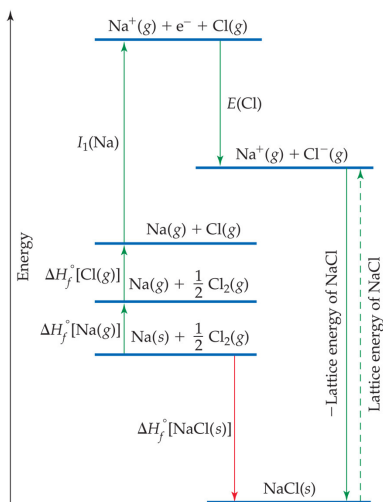 Na⁺(g) + e⁻ + Cl(g)
E(Cl)
I₁(Na)
Na⁺(g) + Cl⁻(g)
Na(g) + Cl(g)
ΔH°f[Cl(g)]
Na(g) + 1/2 Cl₂(g)
ΔH°f[Na(g)]
Na(s) + 1/2 Cl₂(g)
ΔH°f[NaCl(s)]
NaCl(s)
Energy
−Lattice energy of NaCl
Lattice energy of NaCl